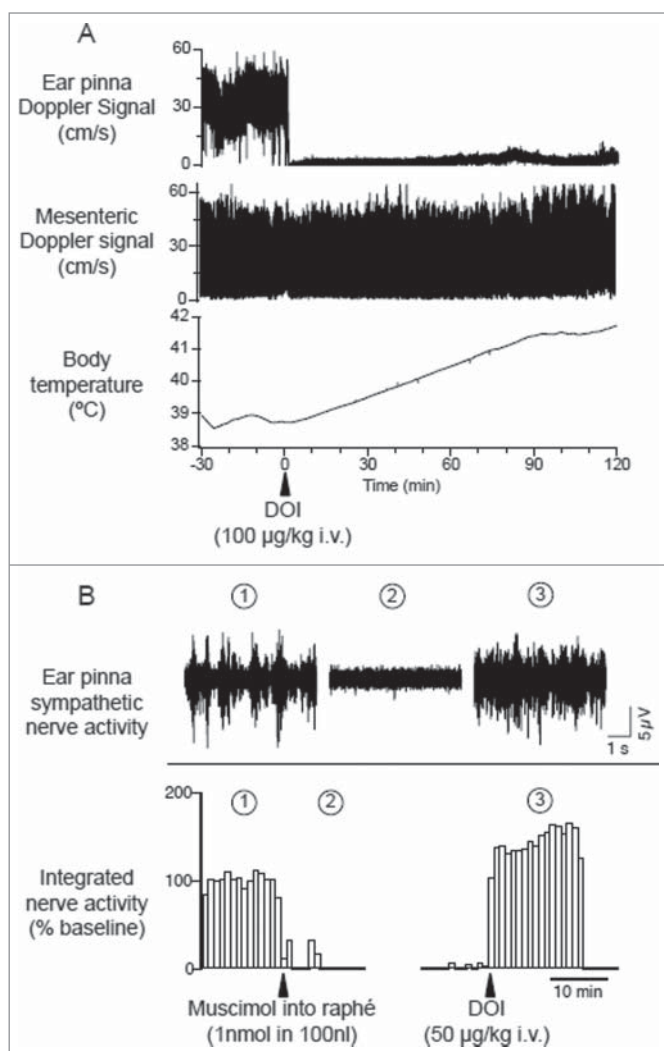 A
Ear pinna
Doppler Signal
(cm/s)
60
30
0
Mesenteric
Doppler signal
(cm/s)
60
30
0
Body
temperature
(ºC)
42
41
40
39
38
-30 0 30 60 90 120
Time (min)
DOI
(100 µg/kg i.v.)
B
1 2 3
Ear pinna
sympathetic
nerve activity
5 µV
1 s
200
100
0
1 2 3
Integrated
nerve activity
(% baseline)
10 min
Muscimol into raphé
(1nmol in 100nl)
DOI
(50 µg/kg i.v.)